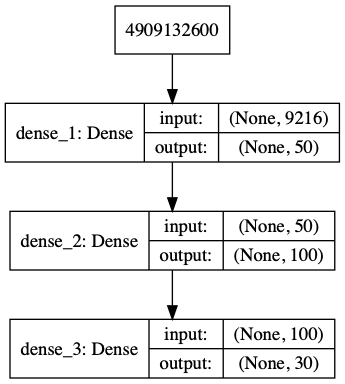 4909132600
dense_1: Dense
input: (None, 9216)
output: (None, 50)
dense_2: Dense
input: (None, 50)
output: (None, 100)
dense_3: Dense
input: (None, 100)
output: (None, 30)